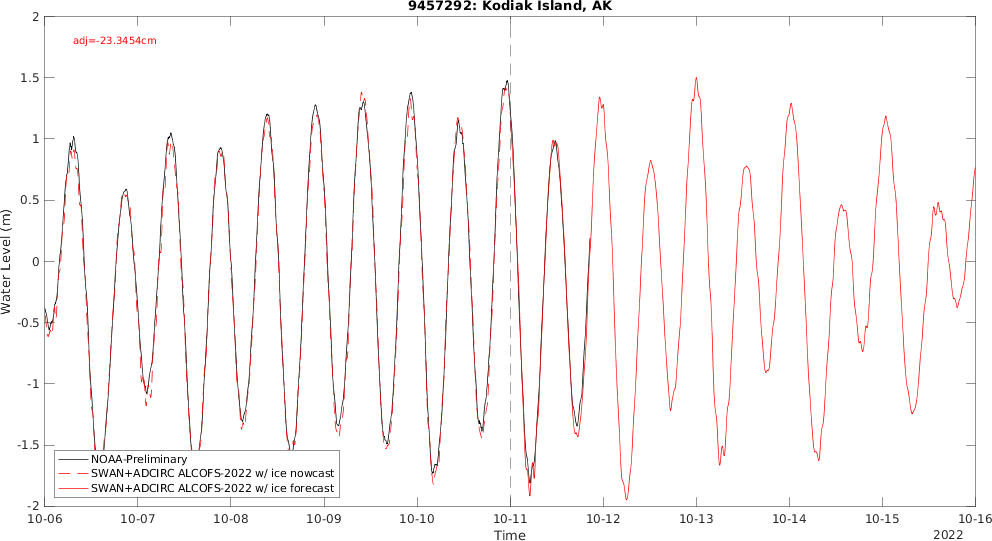 9457292: Kodiak Island, AK
adj=-23.3454cm
Water Level (m)
2
1.5
1
0.5
0
-0.5
-1
-1.5
-2
NOAA-Preliminary
SWAN+ADCIRC ALCOFS-2022 w/ ice nowcast
SWAN+ADCIRC ALCOFS-2022 w/ ice forecast
10-06 10-07 10-08 10-09 10-10 10-11 10-12 10-13 10-14 10-15 10-16
Time
2022